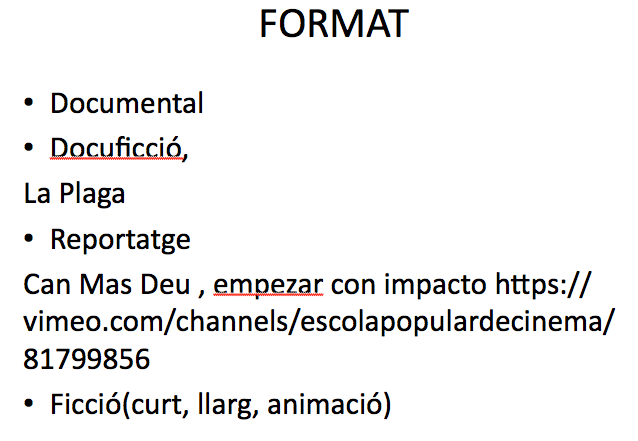 FORMAT
• Documental
• Docuficció,
La Plaga
• Reportatge
Can Mas Deu , empezar con impacto https://
vimeo.com/channels/escolapopulardecinema/
81799856
• Ficció(curt, llarg, animació)